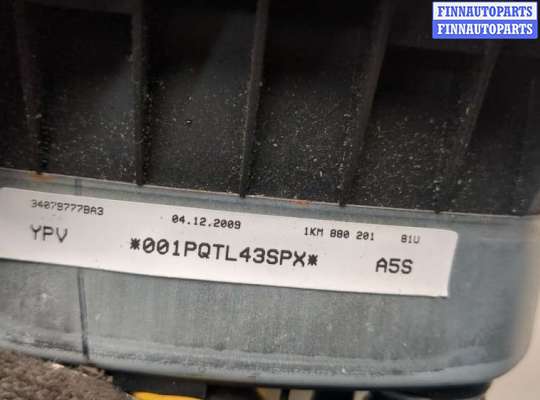 FINNAUTOPARTS
FINNAUTOPARTS
34079777BA3 04.12.2009 1KM 880 201 81U
YPV *001PQTL43SPX* A5S